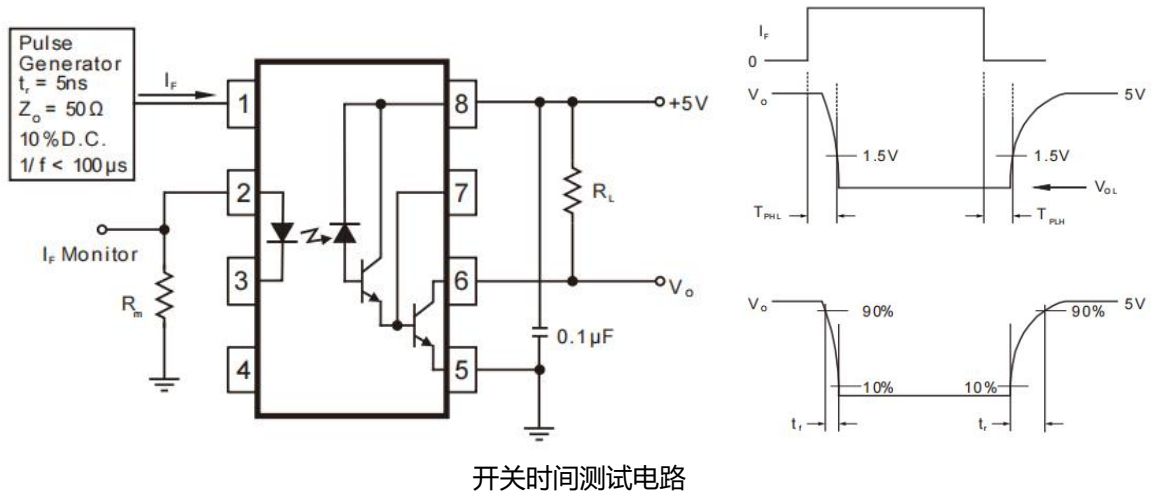 Pulse
Generator
tr = 5ns
Zo = 50Ω
10%D.C.
1/f < 100μs
IF
1
2
3
4
8
7
6
5
IF Monitor
Rm
+5V
RL
Vo
0.1μF
IF
0
Vo
5V
1.5V
1.5V
VOL
TPHL
TPLH
Vo
5V
90%
90%
10%
10%
tf
tr
开关时间测试电路